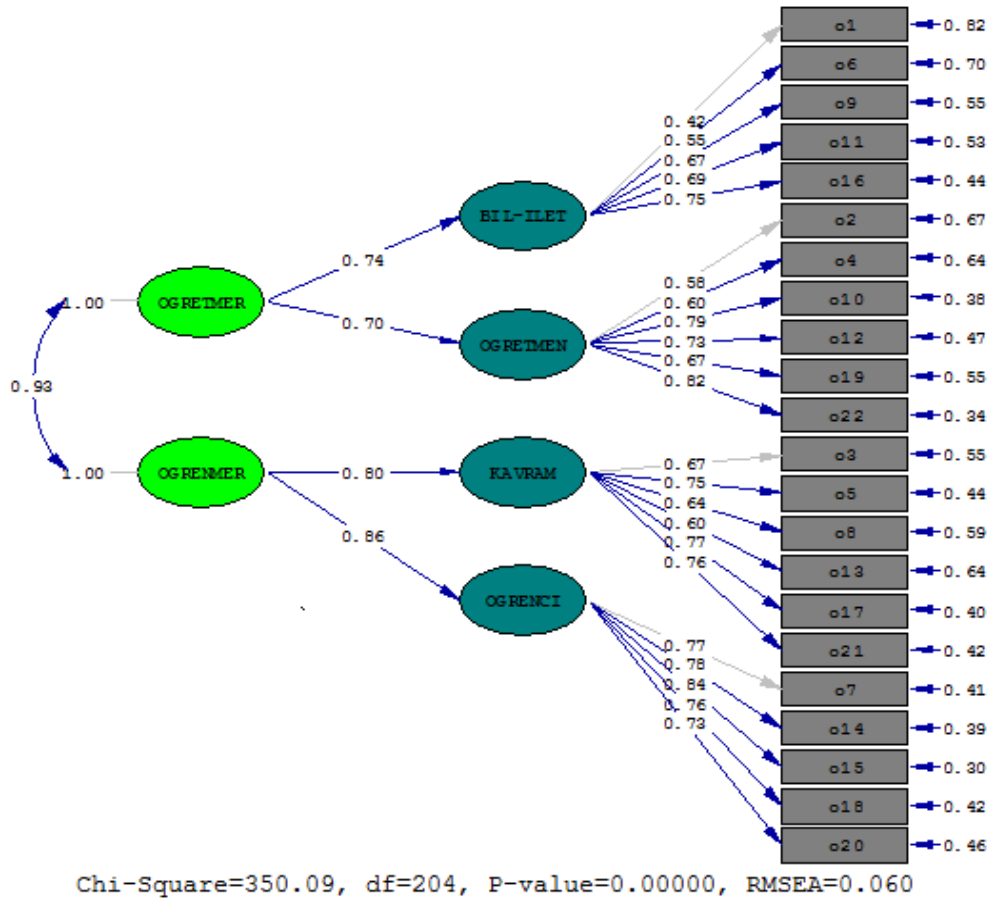 o1 0.82
o6 0.70
o9 0.55
o11 0.53
o16 0.44
o2 0.67
o4 0.64
o10 0.38
o12 0.47
o19 0.55
o22 0.34
o3 0.55
o5 0.44
o8 0.59
o13 0.64
o17 0.40
o21 0.42
o7 0.41
o14 0.39
o15 0.30
o18 0.42
o20 0.46
0.42
0.55
0.67
0.69
0.75
0.58
0.60
0.79
0.73
0.67
0.82
0.67
0.75
0.64
0.60
0.77
0.76
0.77
0.78
0.84
0.76
0.73
BIL-ILET
OGRETMEN
KAVRAM
OGRENCI
0.74
0.70
0.80
0.86
1.00 OGRETMER
0.93
1.00 OGRENMER
Chi-Square=350.09, df=204, P-value=0.00000, RMSEA=0.060